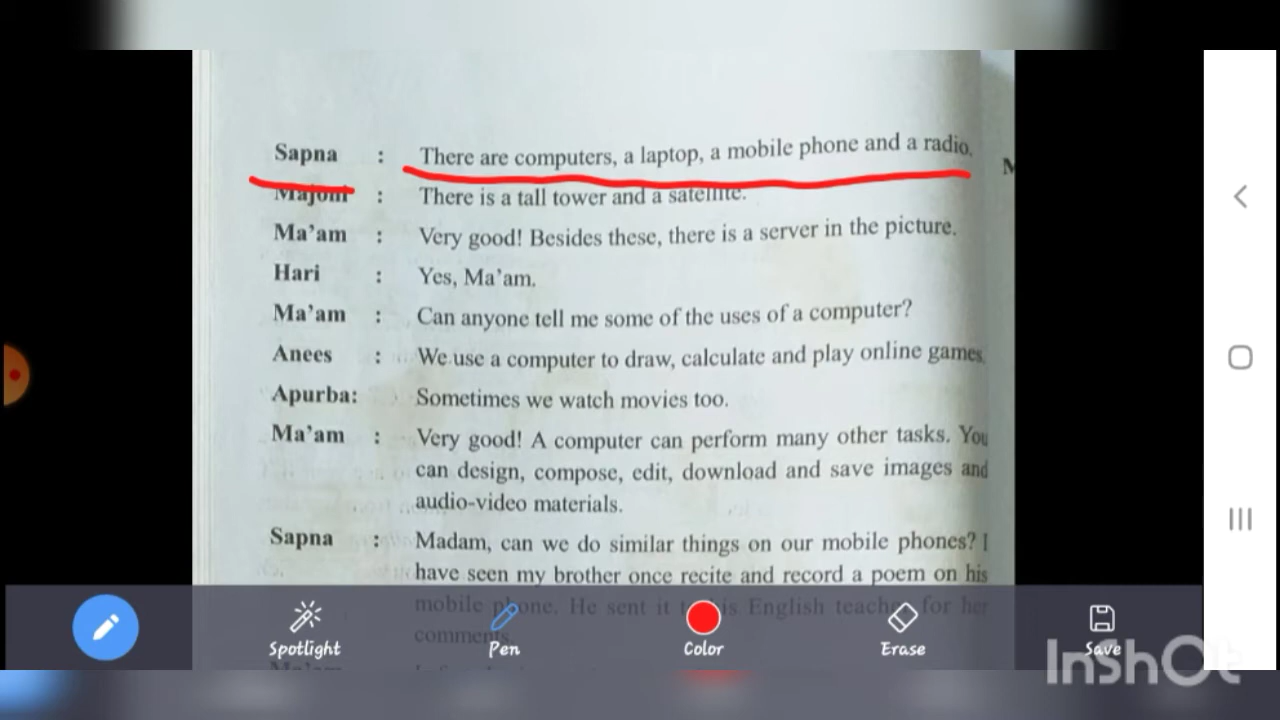 Sapna : There are computers, a laptop, a mobile phone and a radio.
Majoni : There is a tall tower and a satellite.
Ma'am : Very good! Besides these, there is a server in the picture.
Hari : Yes, Ma'am.
Ma'am : Can anyone tell me some of the uses of a computer?
Anees : We use a computer to draw, calculate and play online games.
Apurba: Sometimes we watch movies too.
Ma'am : Very good! A computer can perform many other tasks. You
can design, compose, edit, download and save images and
audio-video materials.
Sapna : Madam, can we do similar things on our mobile phones? I
have seen my brother once recite and record a poem on his
mobile phone. He sent it to his English teacher for her
comments.
Spotlight
Pen
Color
Erase
Save
InShOt